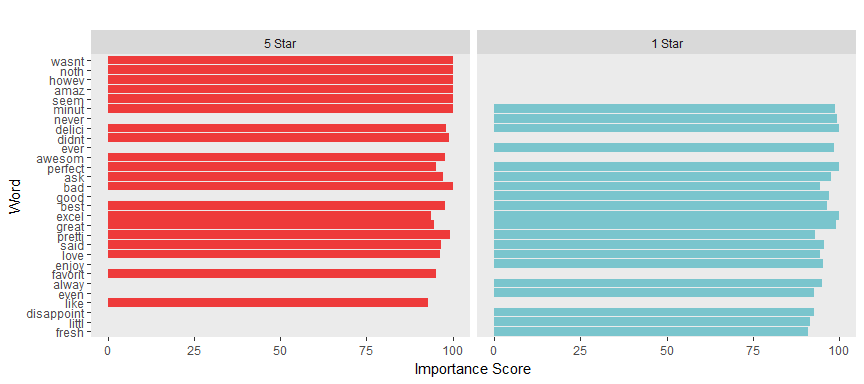 5 Star
1 Star
wasnt
noth
howev
amaz
seem
minut
never
delici
didnt
ever
awesom
perfect
ask
bad
good
best
excel
great
pretti
said
love
enjoy
favorit
alway
even
like
disappoint
littl
fresh
Word
0 25 50 75 100
0 25 50 75 100
Importance Score